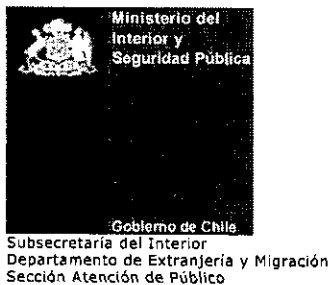 Ministerio del
Interior y
Seguridad Pública
Gobierno de Chile
Subsecretaría del Interior
Departamento de Extranjería y Migración
Sección Atención de Público